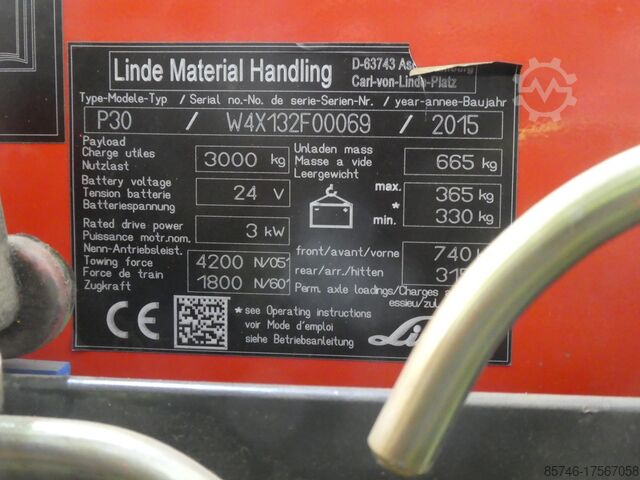 Linde Material Handling
D-63743
Carl-von-Linde-Platz
Type-Modele-Typ / Serial no.-No. de serie-Serien-Nr. / year-annee-Baujahr
P30 / W4X132F00069 / 2015
Payload
Charge utiles
Nutzlast
3000 kg
Unladen mass
Masse a vide
Leergewicht
665 kg
Battery voltage
Tension batterie
Batteriespannung
24 V
max. 365 kg
*
min. 330 kg
Rated drive power
Puissance motr.nom.
Nenn-Antriebsleist.
3 kW
front/avant/vorne 740
rear/arr./hitten
Towing force
Force de train
Zugkraft
4200 N/05'
1800 N/60'
Perm. axle loadings/Charges
essieu/zul.
CE
*see Operating instructions
voir Mode d'emploi
siehe Betriebsanleitung
85746-17567058